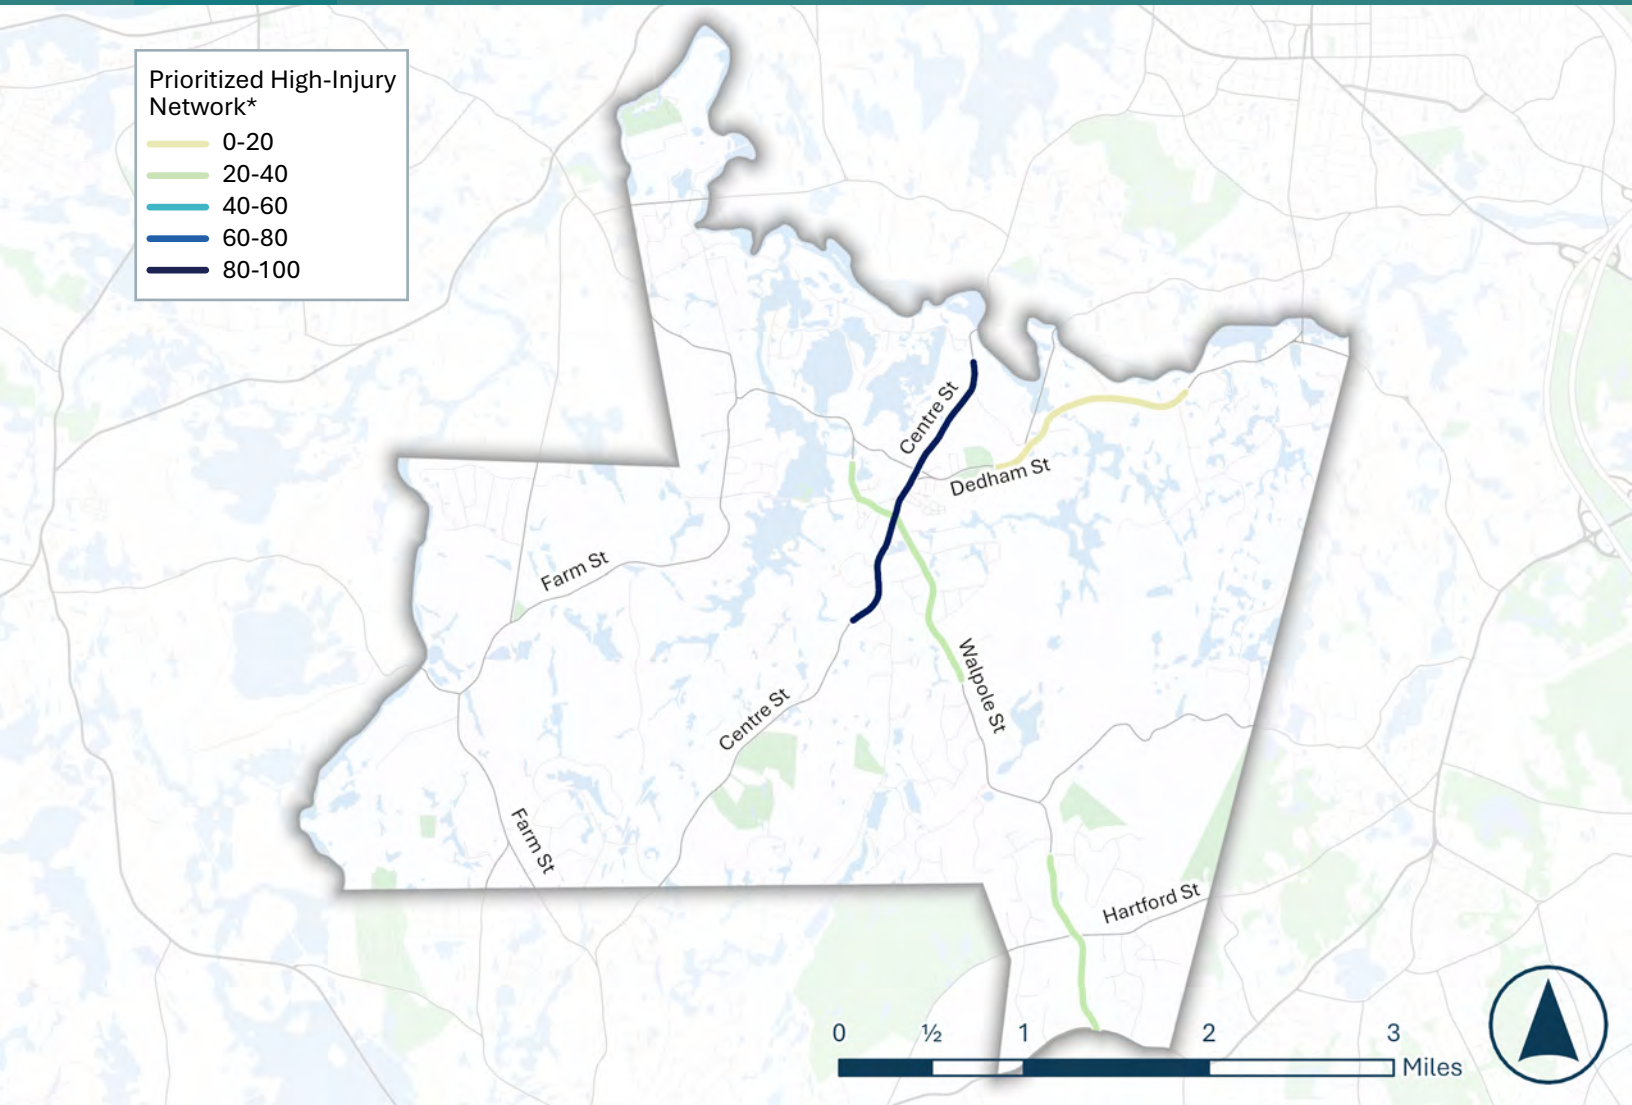 Prioritized High-Injury
Network*
0-20
20-40
40-60
60-80
80-100
Centre St
Dedham St
Farm St
Walpole St
Centre St
Farm St
Hartford St
0 ½ 1 2 3
Miles